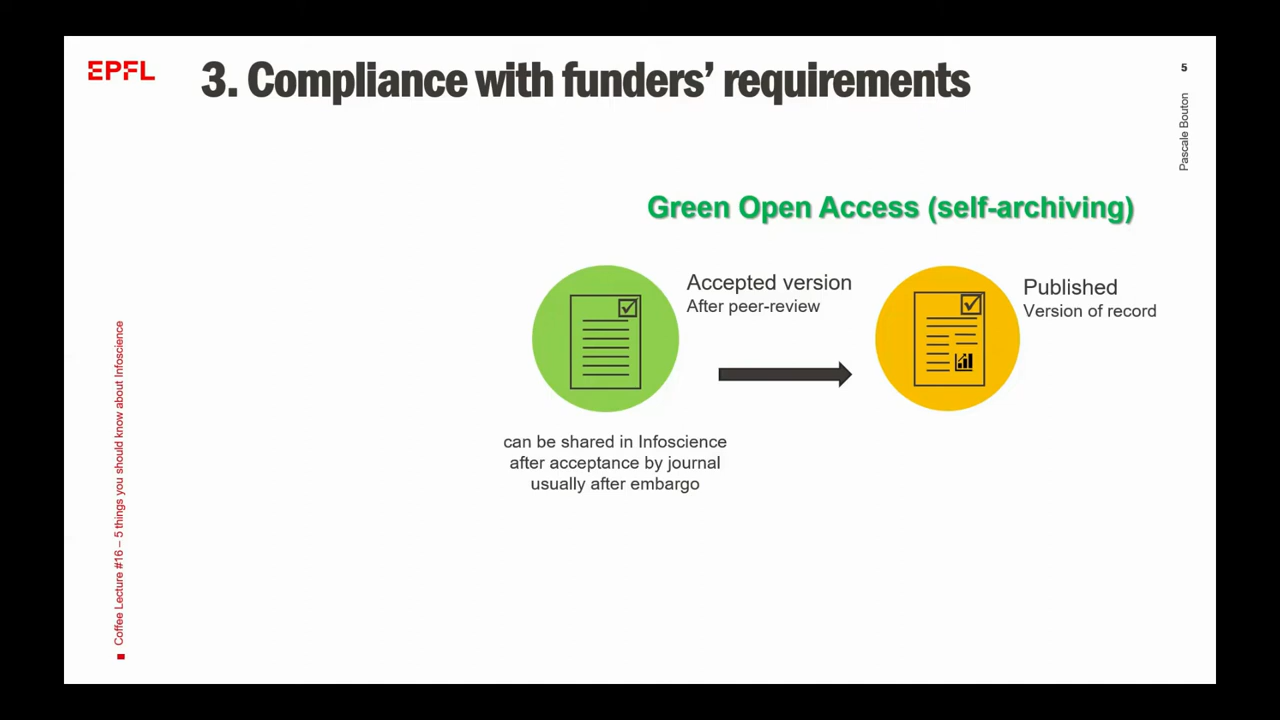 EPFL
3. Compliance with funders’ requirements
5
Pascale Bouton
Green Open Access (self-archiving)
Accepted version
After peer-review
Published
Version of record
can be shared in Infoscience
after acceptance by journal
usually after embargo
Coffee Lecture #16 – 5 things you should know about Infoscience